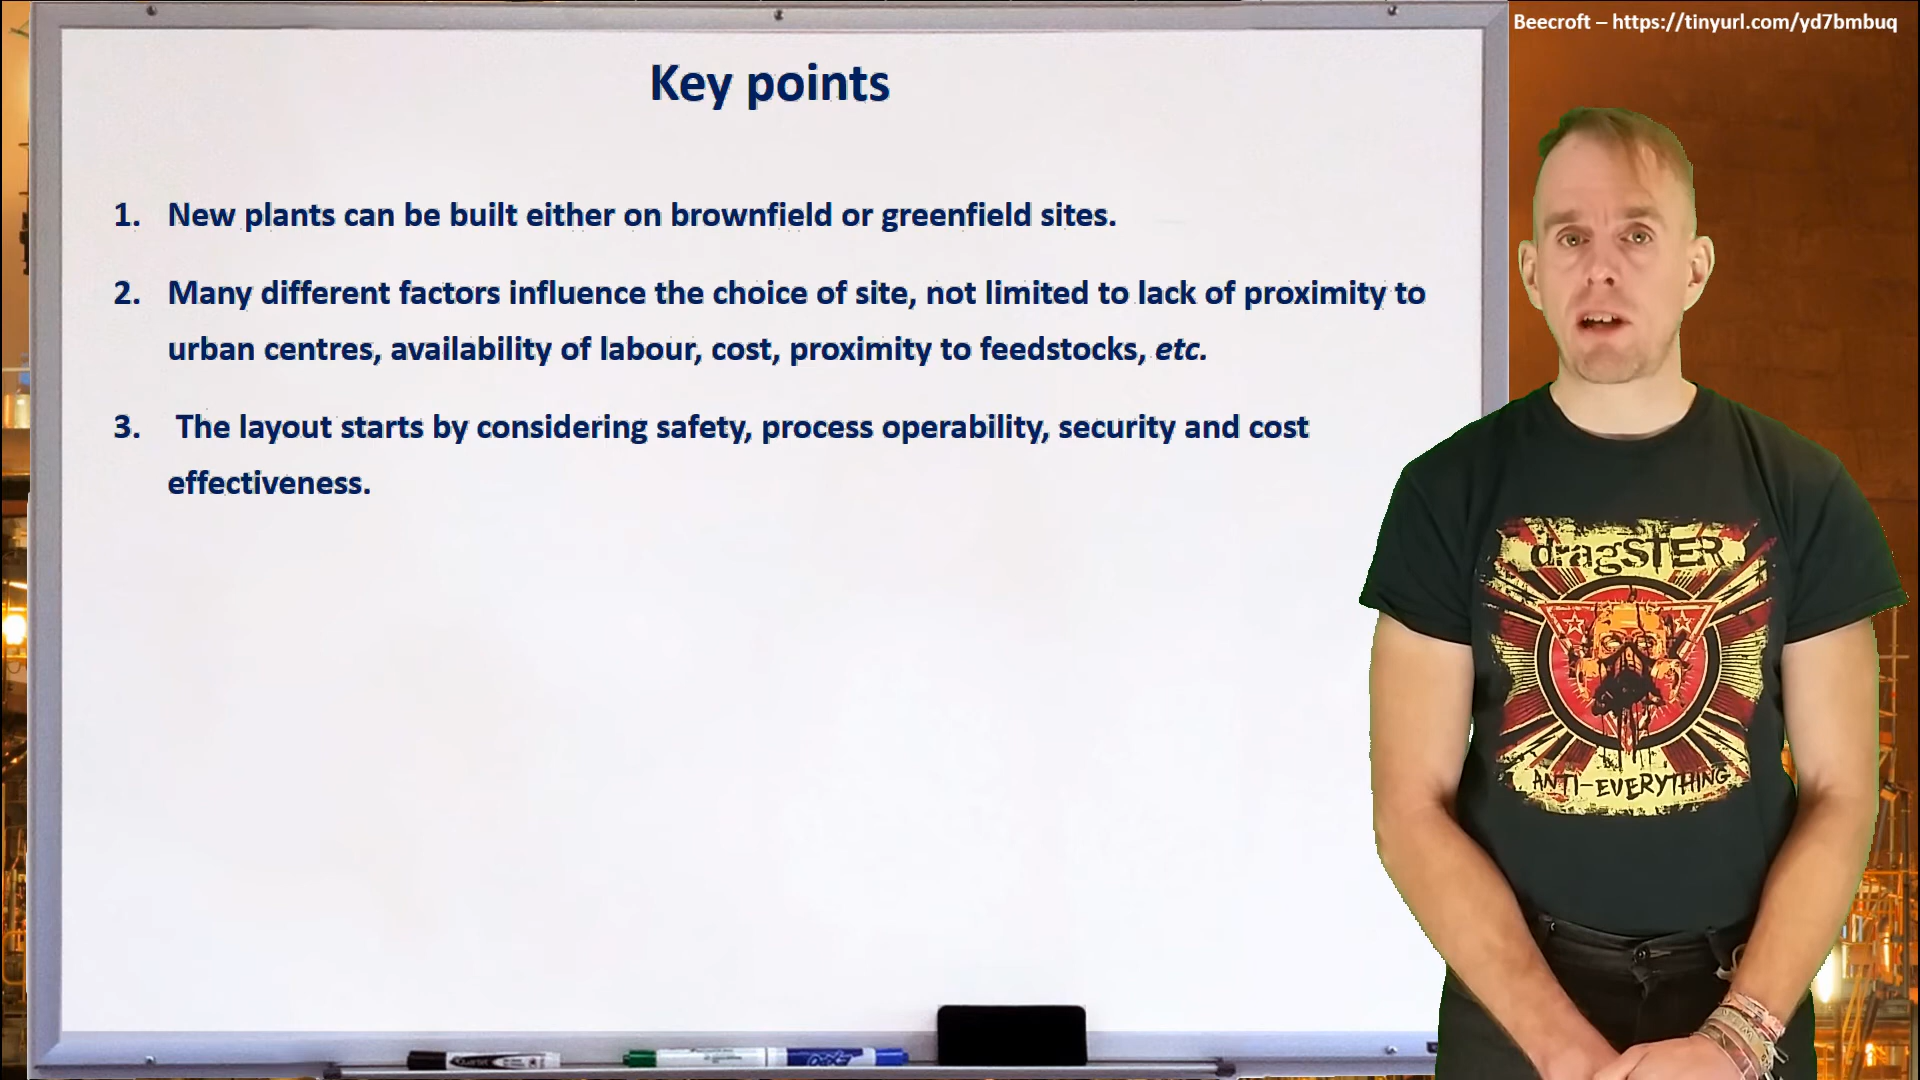 Beecroft – https://tinyurl.com/yd7bmbuq
Key points
1. New plants can be built either on brownfield or greenfield sites.
2. Many different factors influence the choice of site, not limited to lack of proximity to
urban centres, availability of labour, cost, proximity to feedstocks, etc.
3. The layout starts by considering safety, process operability, security and cost
effectiveness.
dragSTER
ANTI-EVERYTHING